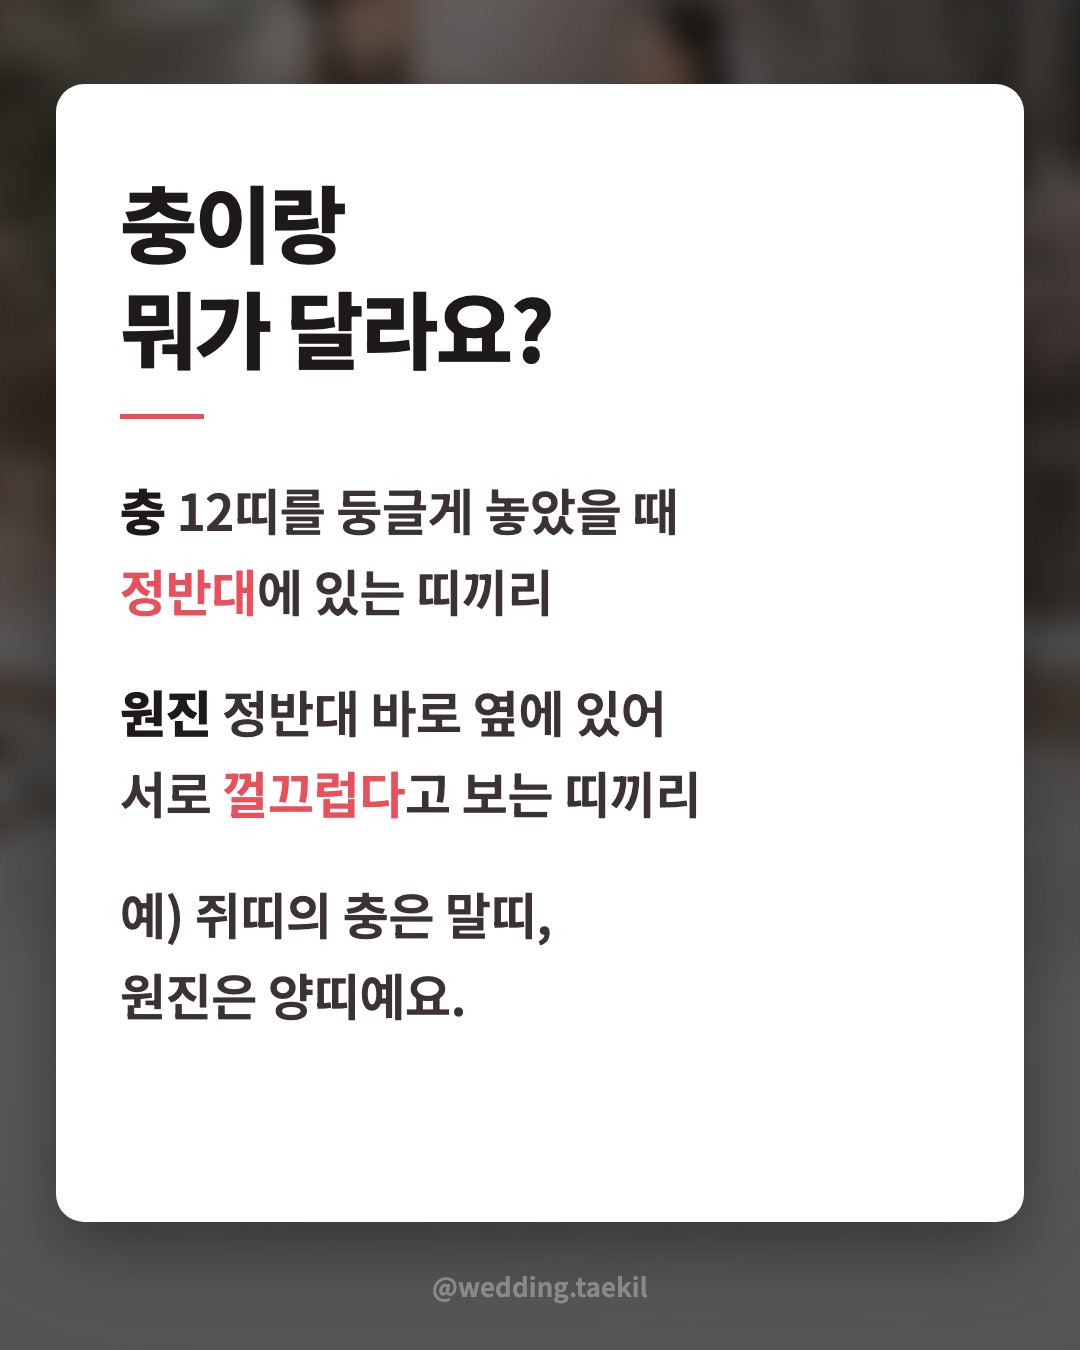 충이랑
뭐가 달라요?
충 12띠를 둥글게 놓았을 때
정반대에 있는 띠끼리
원진 정반대 바로 옆에 있어
서로 껄끄럽다고 보는 띠끼리
예) 쥐띠의 충은 말띠,
원진은 양띠예요.
@wedding.taekil